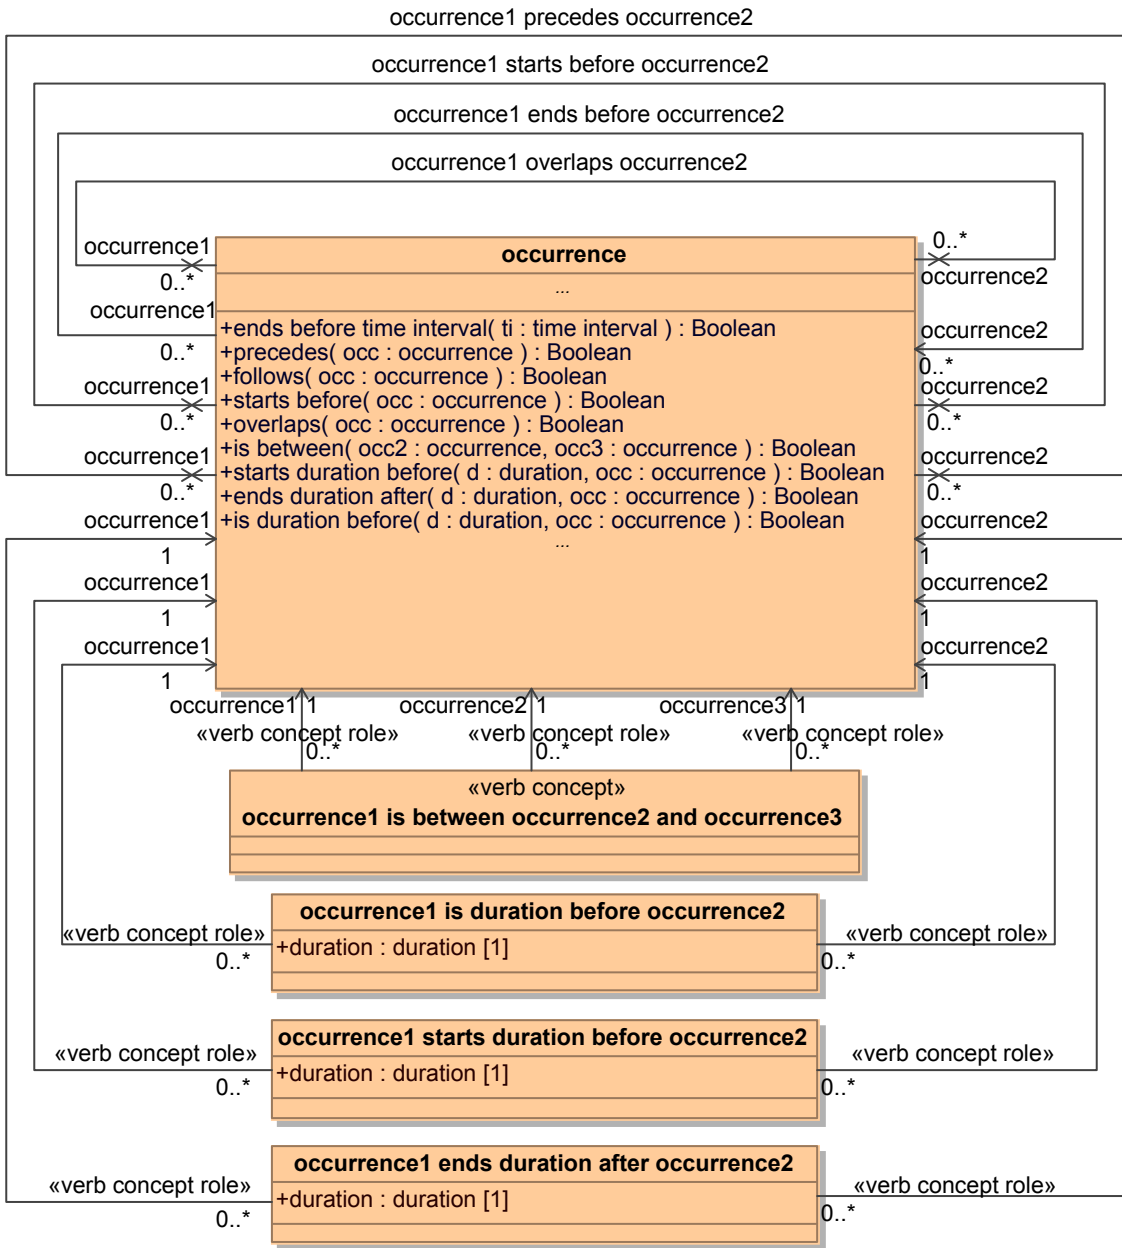 occurrence1 precedes occurrence2
occurrence1 starts before occurrence2
occurrence1 ends before occurrence2
occurrence1 overlaps occurrence2
occurrence1
0..*
occurrence
0..*
occurrence2
...
occurrence1
0..*
+ends before time interval( ti : time interval ) : Boolean
+precedes( occ : occurrence ) : Boolean
+follows( occ : occurrence ) : Boolean
+starts before( occ : occurrence ) : Boolean
+overlaps( occ : occurrence ) : Boolean
+is between( occ2 : occurrence, occ3 : occurrence ) : Boolean
+starts duration before( d : duration, occ : occurrence ) : Boolean
+ends duration after( d : duration, occ : occurrence ) : Boolean
+is duration before( d : duration, occ : occurrence ) : Boolean
...
occurrence2
0..*
occurrence1
0..*
occurrence2
0..*
occurrence1
0..*
occurrence2
0..*
occurrence1
1
occurrence2
1
occurrence1
1
occurrence2
1
occurrence1
1
occurrence2
1
occurrence1 1
occurrence2 1
occurrence3 1
«verb concept role»
«verb concept role»
«verb concept role»
0..*
0..*
0..*
«verb concept»
occurrence1 is between occurrence2 and occurrence3
occurrence1 is duration before occurrence2
«verb concept role»
+duration : duration [1]
«verb concept role»
0..*
0..*
occurrence1 starts duration before occurrence2
«verb concept role»
+duration : duration [1]
«verb concept role»
0..*
0..*
occurrence1 ends duration after occurrence2
«verb concept role»
+duration : duration [1]
«verb concept role»
0..*
0..*